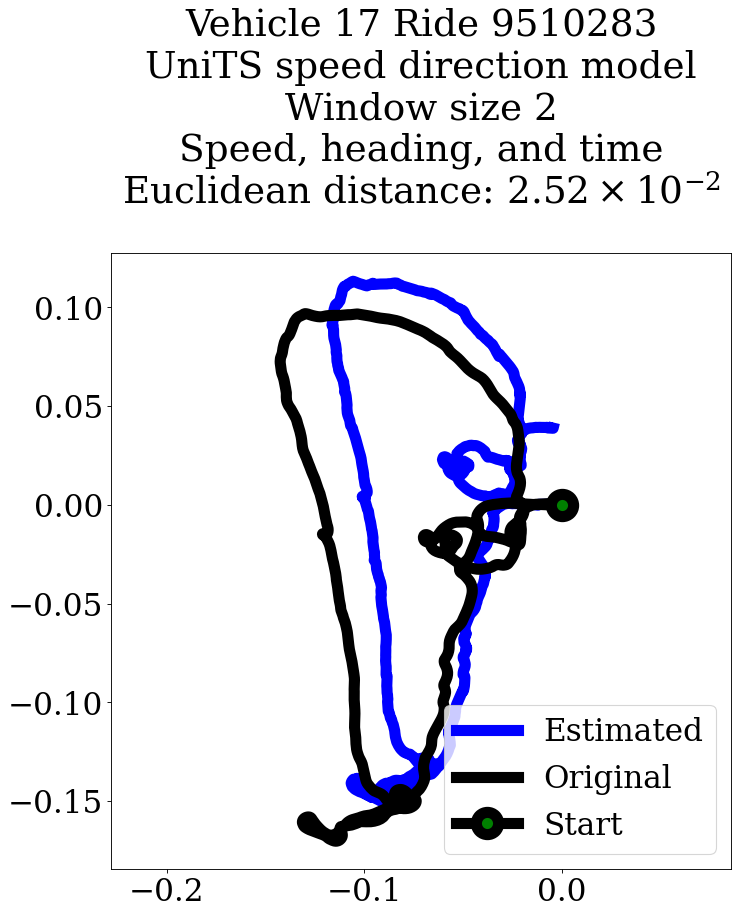 Vehicle 17 Ride 9510283
UniTS speed direction model
Window size 2
Speed, heading, and time
Euclidean distance: 2.52 × 10⁻²
0.10
0.05
0.00
−0.05
−0.10
−0.15
Estimated
Original
Start
−0.2
−0.1
0.0